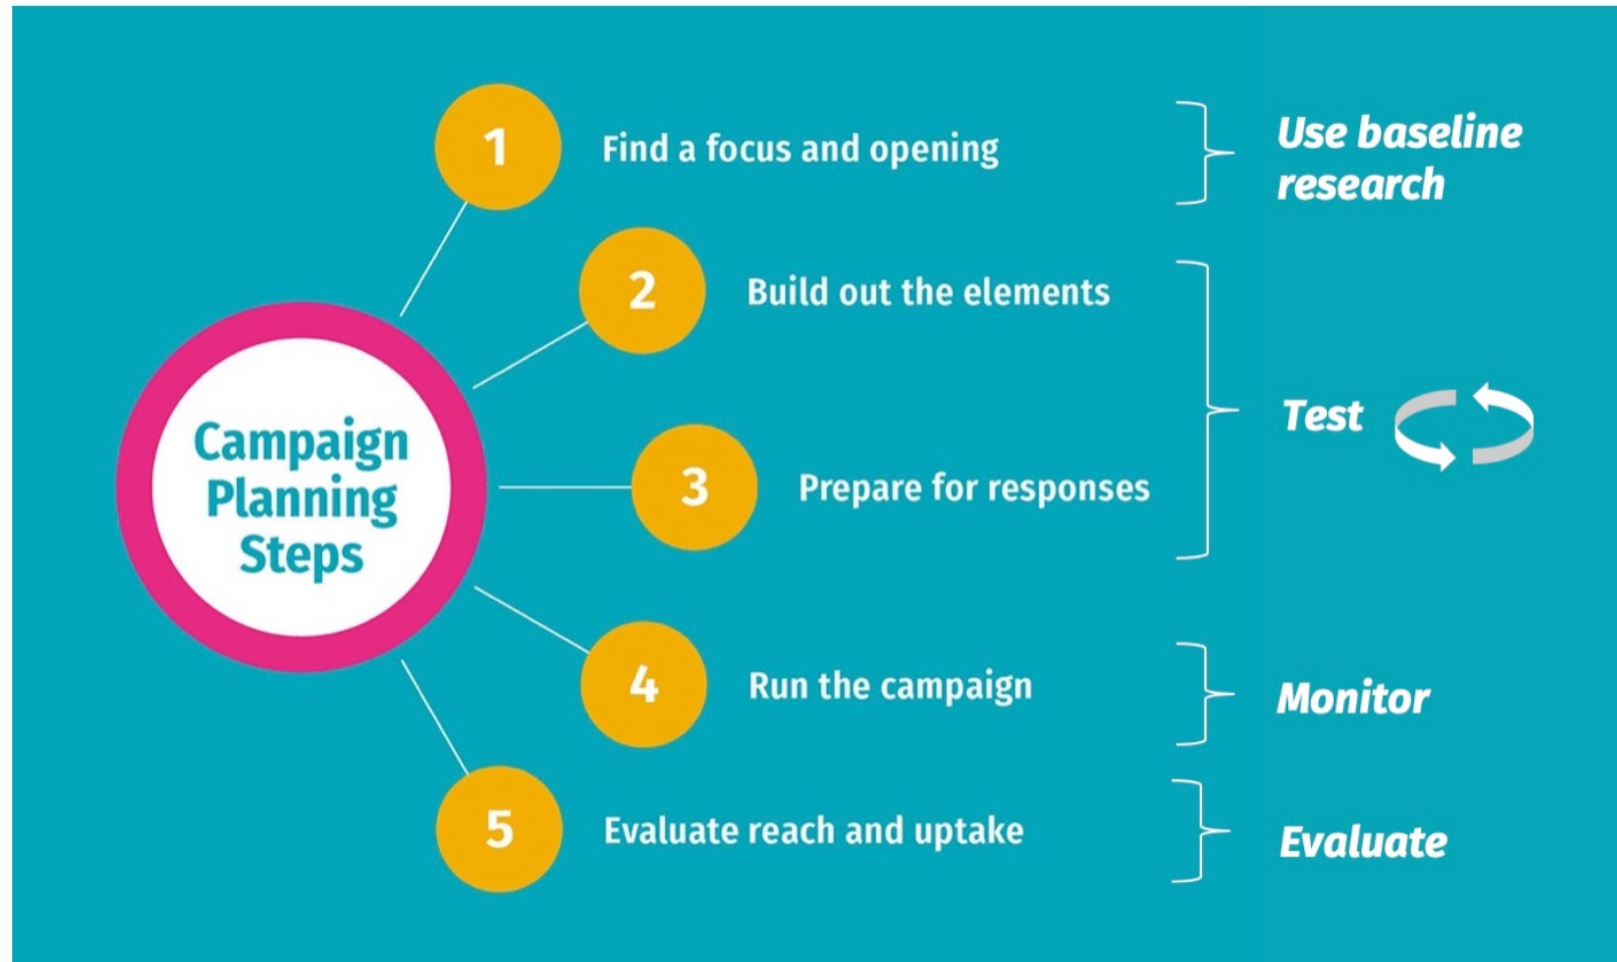 Campaign
Planning
Steps
1
Find a focus and opening
Use baseline
research
2
Build out the elements
3
Prepare for responses
Test
4
Run the campaign
Monitor
5
Evaluate reach and uptake
Evaluate